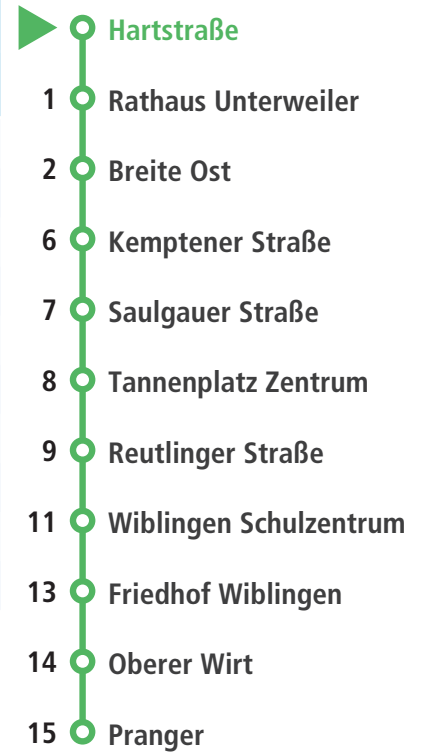 Hartstraße
1 Rathaus Unterweiler
2 Breite Ost
6 Kemptener Straße
7 Saulgauer Straße
8 Tannenplatz Zentrum
9 Reutlinger Straße
11 Wiblingen Schulzentrum
13 Friedhof Wiblingen
14 Oberer Wirt
15 Pranger